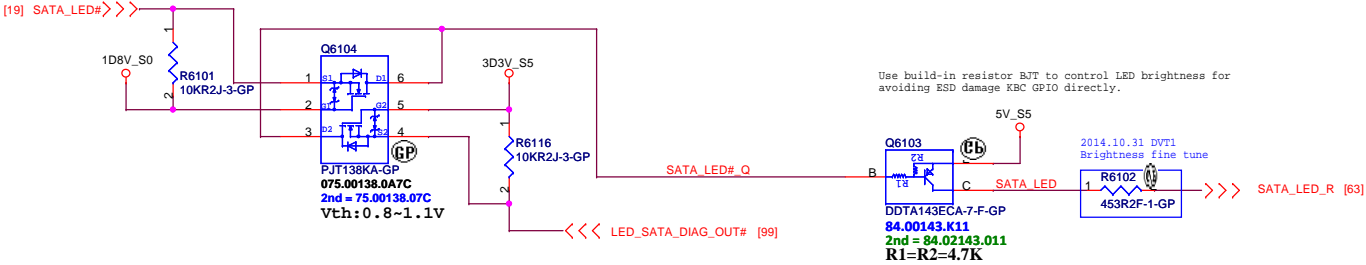 [19] SATA_LED#
1D8V_S0
1
R6101
10KR2J-3-GP
2
Q6104
1 S1 D1 6
2 G1 G2 5
3 D2 S2 4
GP
PJT138KA-GP
075.00138.0A7C
2nd = 75.00138.07C
Vth:0.8~1.1V
3D3V_S5
1
R6116
10KR2J-3-GP
2
LED_SATA_DIAG_OUT# [99]
SATA_LED#_Q
Use build-in resistor BJT to control LED brightness for
avoiding ESD damage KBC GPIO directly.
5V_S5
Q6103
R2
B
R1
C
DDTA143ECA-7-F-GP
84.00143.K11
2nd = 84.02143.011
R1=R2=4.7K
SATA_LED
2014.10.31 DVT1
Brightness fine tune
R6102
1
453R2F-1-GP
SATA_LED_R [63]